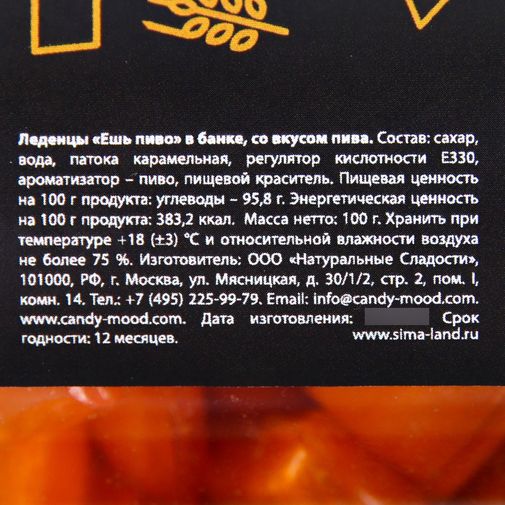 Леденцы «Ешь пиво» в банке, со вкусом пива. Состав: сахар,
вода, патока карамельная, регулятор кислотности Е330,
ароматизатор – пиво, пищевой краситель. Пищевая ценность
на 100 г продукта: углеводы – 95,8 г. Энергетическая ценность
на 100 г продукта: 383,2 ккал. Масса нетто: 100 г. Хранить при
температуре +18 (±3) °С и относительной влажности воздуха
не более 75 %. Изготовитель: ООО «Натуральные Сладости»,
101000, РФ, г. Москва, ул. Мясницкая, д. 30/1/2, стр. 2, пом. I,
комн. 14. Тел.: +7 (495) 225-99-79. Email: info@candy-mood.com.
www.candy-mood.com. Дата изготовления: Срок
годности: 12 месяцев. www.sima-land.ru